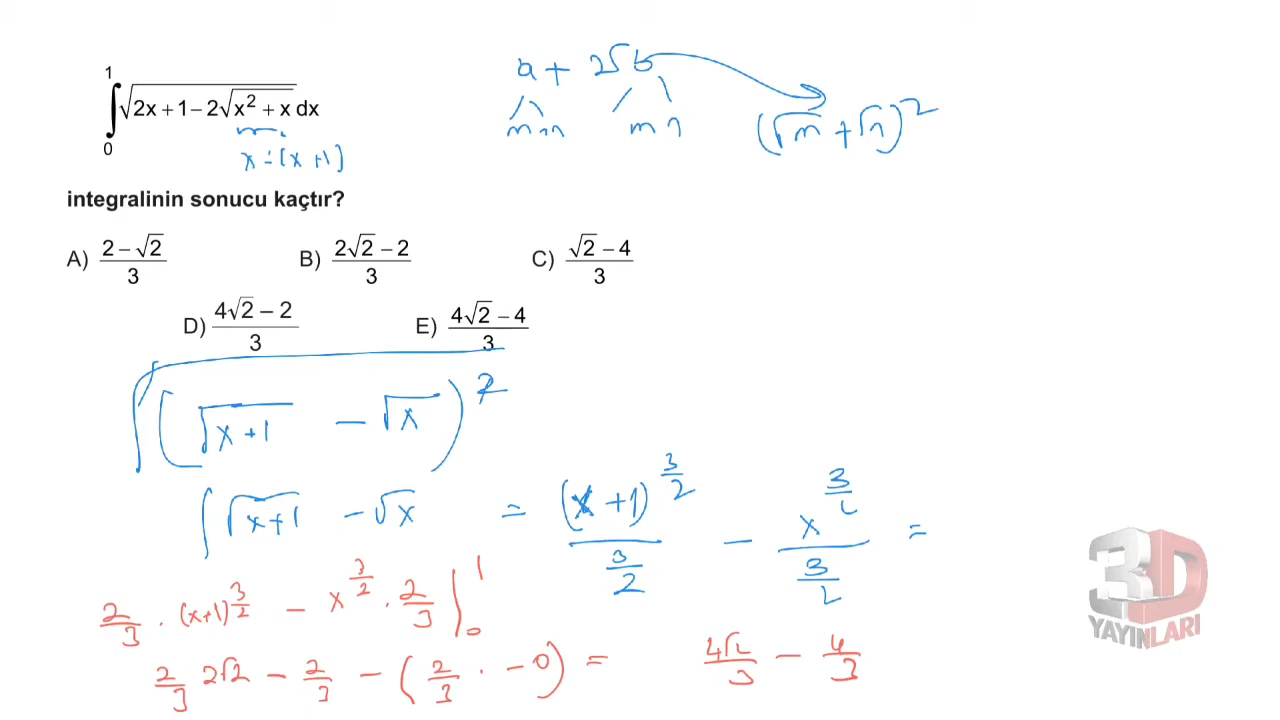 ∫₀¹ √(2x + 1 − 2√(x² + x)) dx
x·(x+1)
a + 2√b
m+n m n (√m + √n)²
integralinin sonucu kaçtır?
A) (2 − √2)/3 B) (2√2 − 2)/3 C) (√2 − 4)/3
D) (4√2 − 2)/3 E) (4√2 − 4)/3
√((√(x+1) − √x)²)
∫ √(x+1) − √x = (x+1)^(3/2)/(3/2) − x^(3/2)/(3/2) =
2/3 · (x+1)^(3/2) − x^(3/2) · 2/3 |₀¹
2/3 2√2 − 2/3 − (2/3 · − 0) = 4√2/3 − 4/3
3D
YAYINLARI